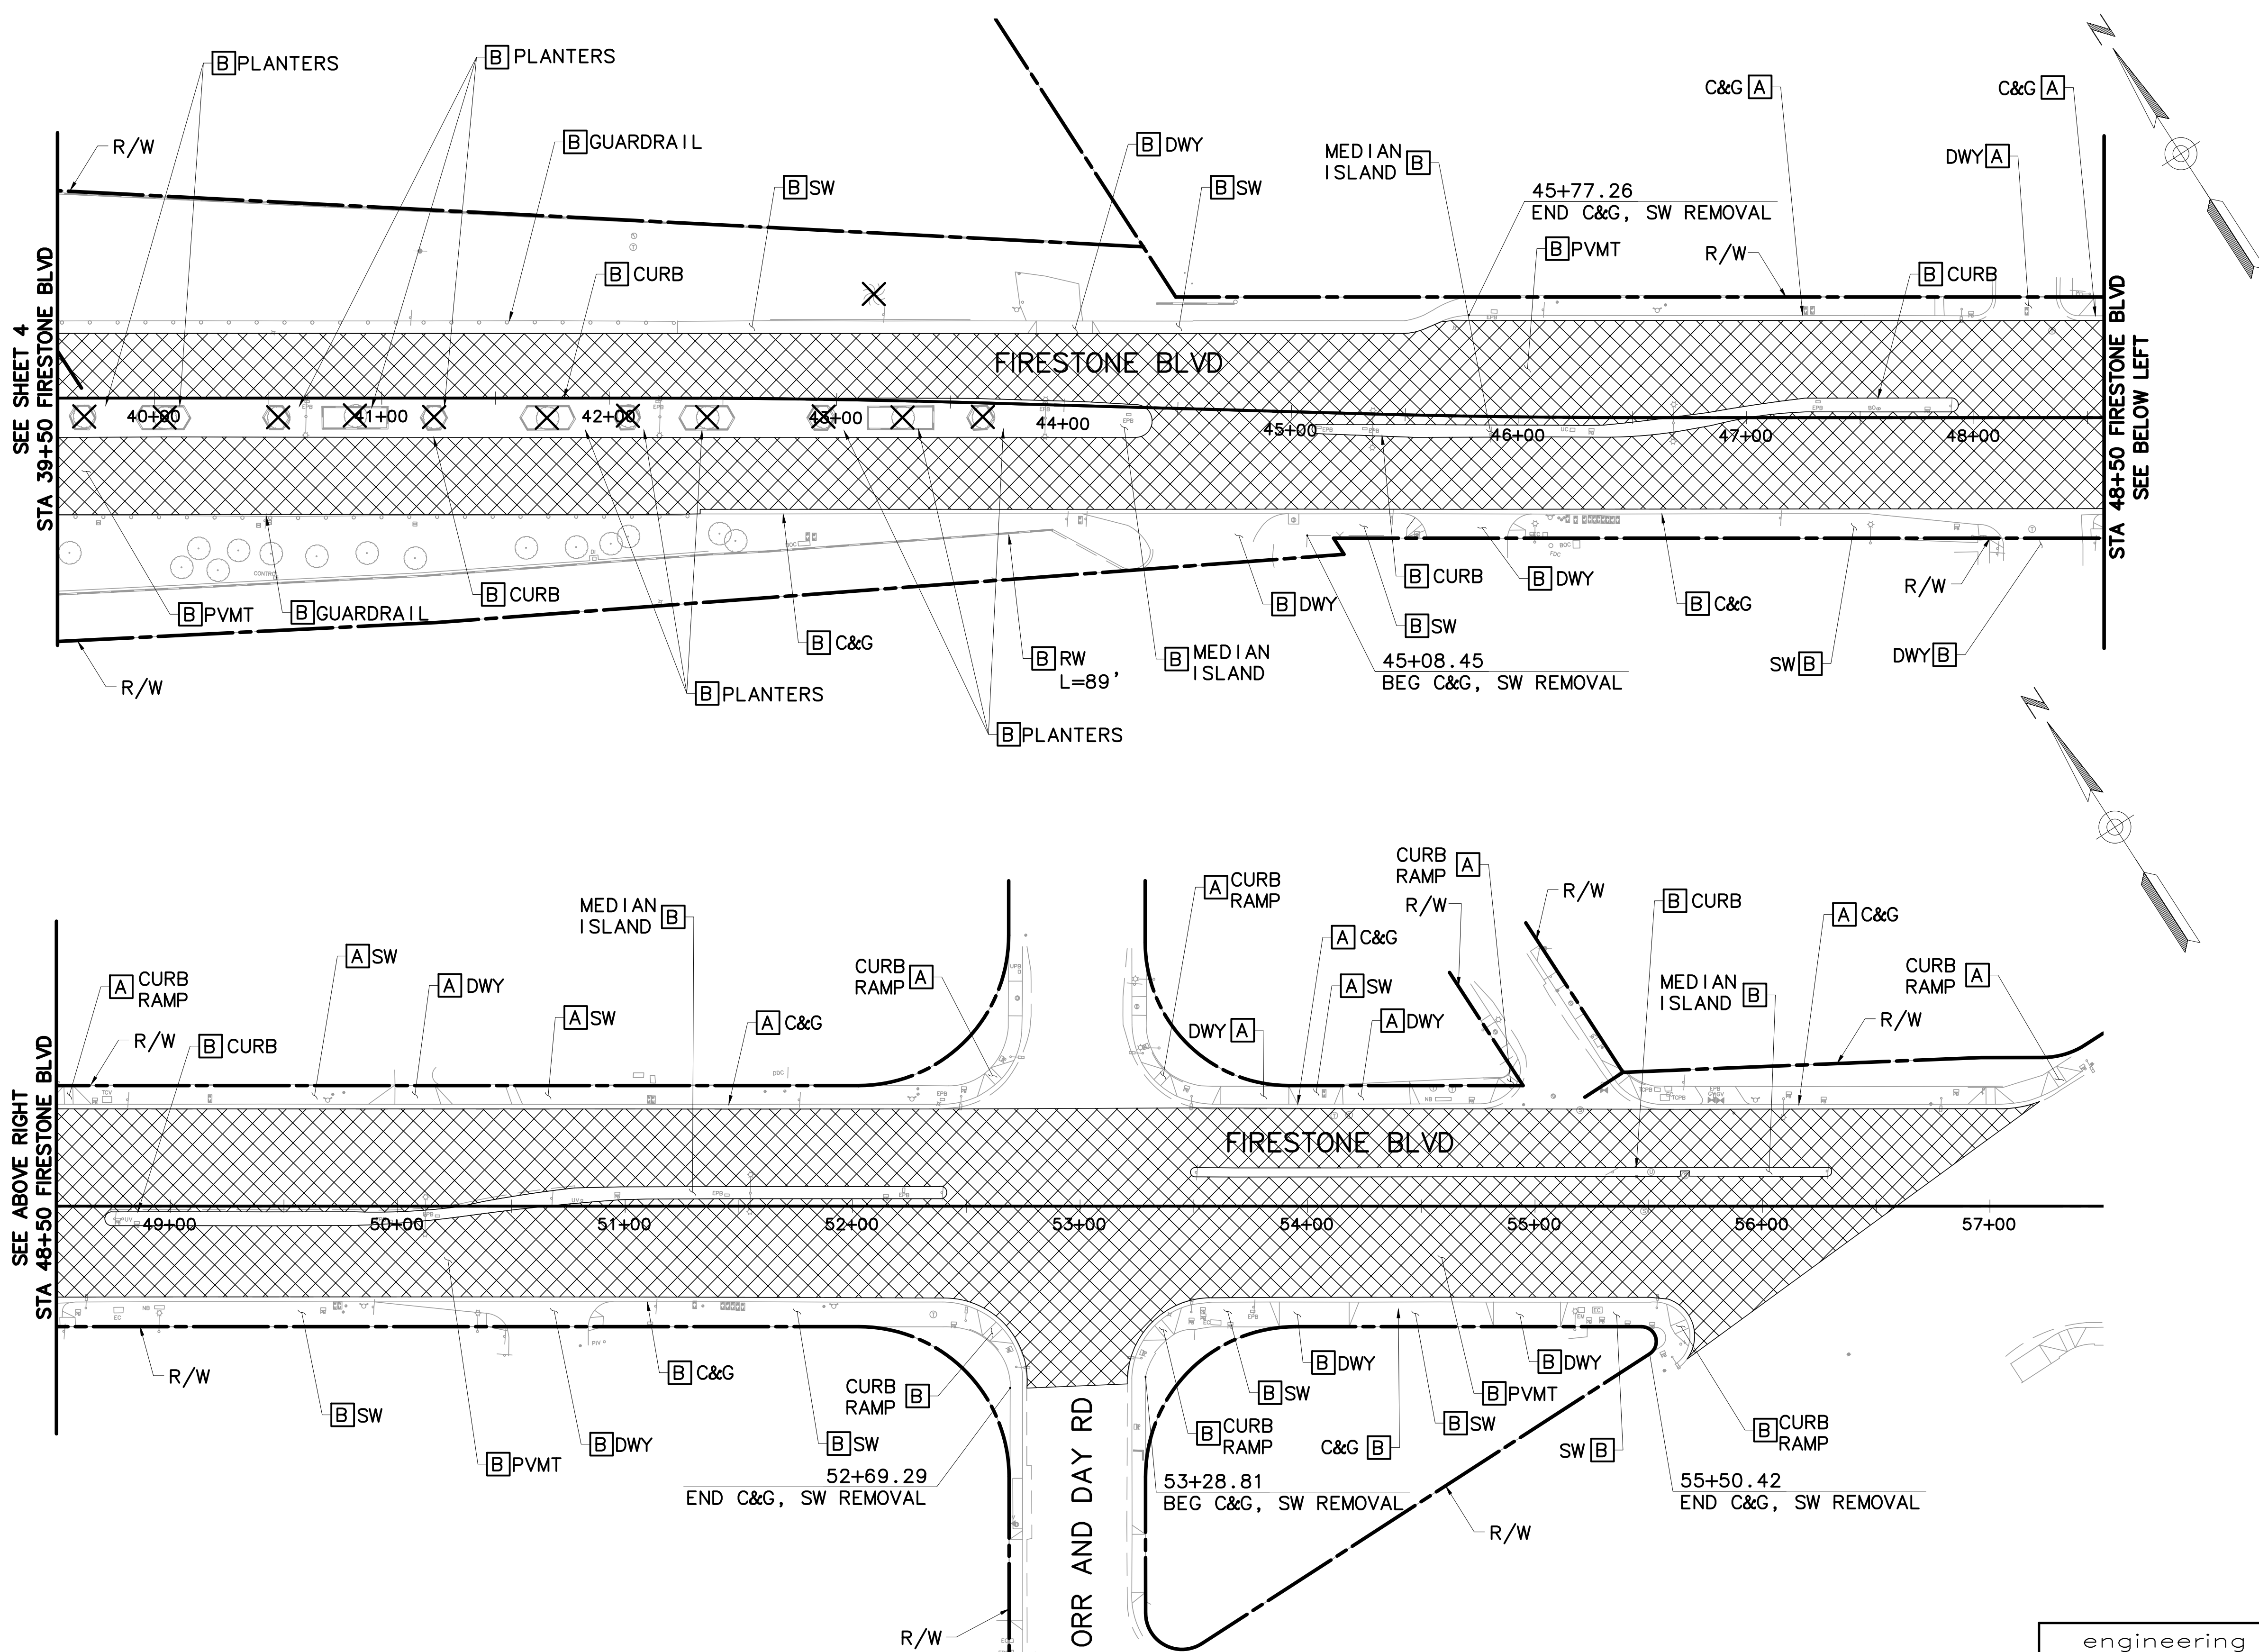 B PLANTERS
B PLANTERS
C&G A
C&G A
N
R/W
B GUARDRAIL
B DWY
MEDIAN
ISLAND B
DWY A
B SW
B SW
45+77.26
END C&G, SW REMOVAL
B PVMT
R/W
B CURB
B CURB
SEE SHEET 4
STA 39+50 FIRESTONE BLVD
FIRESTONE BLVD
STA 48+50 FIRESTONE BLVD
SEE BELOW LEFT
40+00
41+00
42+00
43+00
44+00
45+00
46+00
47+00
48+00
B PVMT
B GUARDRAIL
B CURB
B C&G
B RW
L=89'
B MEDIAN
ISLAND
B DWY
B CURB
B DWY
B SW
B C&G
R/W
45+08.45
BEG C&G, SW REMOVAL
SW B
DWY B
R/W
B PLANTERS
B PLANTERS
N
MEDIAN
ISLAND B
A CURB
RAMP
CURB
RAMP A
R/W
R/W
B CURB
A C&G
A CURB
RAMP
A SW
A DWY
CURB
RAMP A
A C&G
A SW
MEDIAN
ISLAND B
CURB
RAMP A
R/W
B CURB
A SW
A C&G
DWY A
A DWY
R/W
SEE ABOVE RIGHT
STA 48+50 FIRESTONE BLVD
FIRESTONE BLVD
49+00
50+00
51+00
52+00
53+00
54+00
55+00
56+00
57+00
R/W
B SW
B PVMT
B DWY
B C&G
B SW
CURB
RAMP B
52+69.29
END C&G, SW REMOVAL
ORR AND DAY RD
B SW
B DWY
B CURB
RAMP
C&G B
B SW
B PVMT
B DWY
SW B
B CURB
RAMP
53+28.81
BEG C&G, SW REMOVAL
55+50.42
END C&G, SW REMOVAL
R/W
R/W
engineering